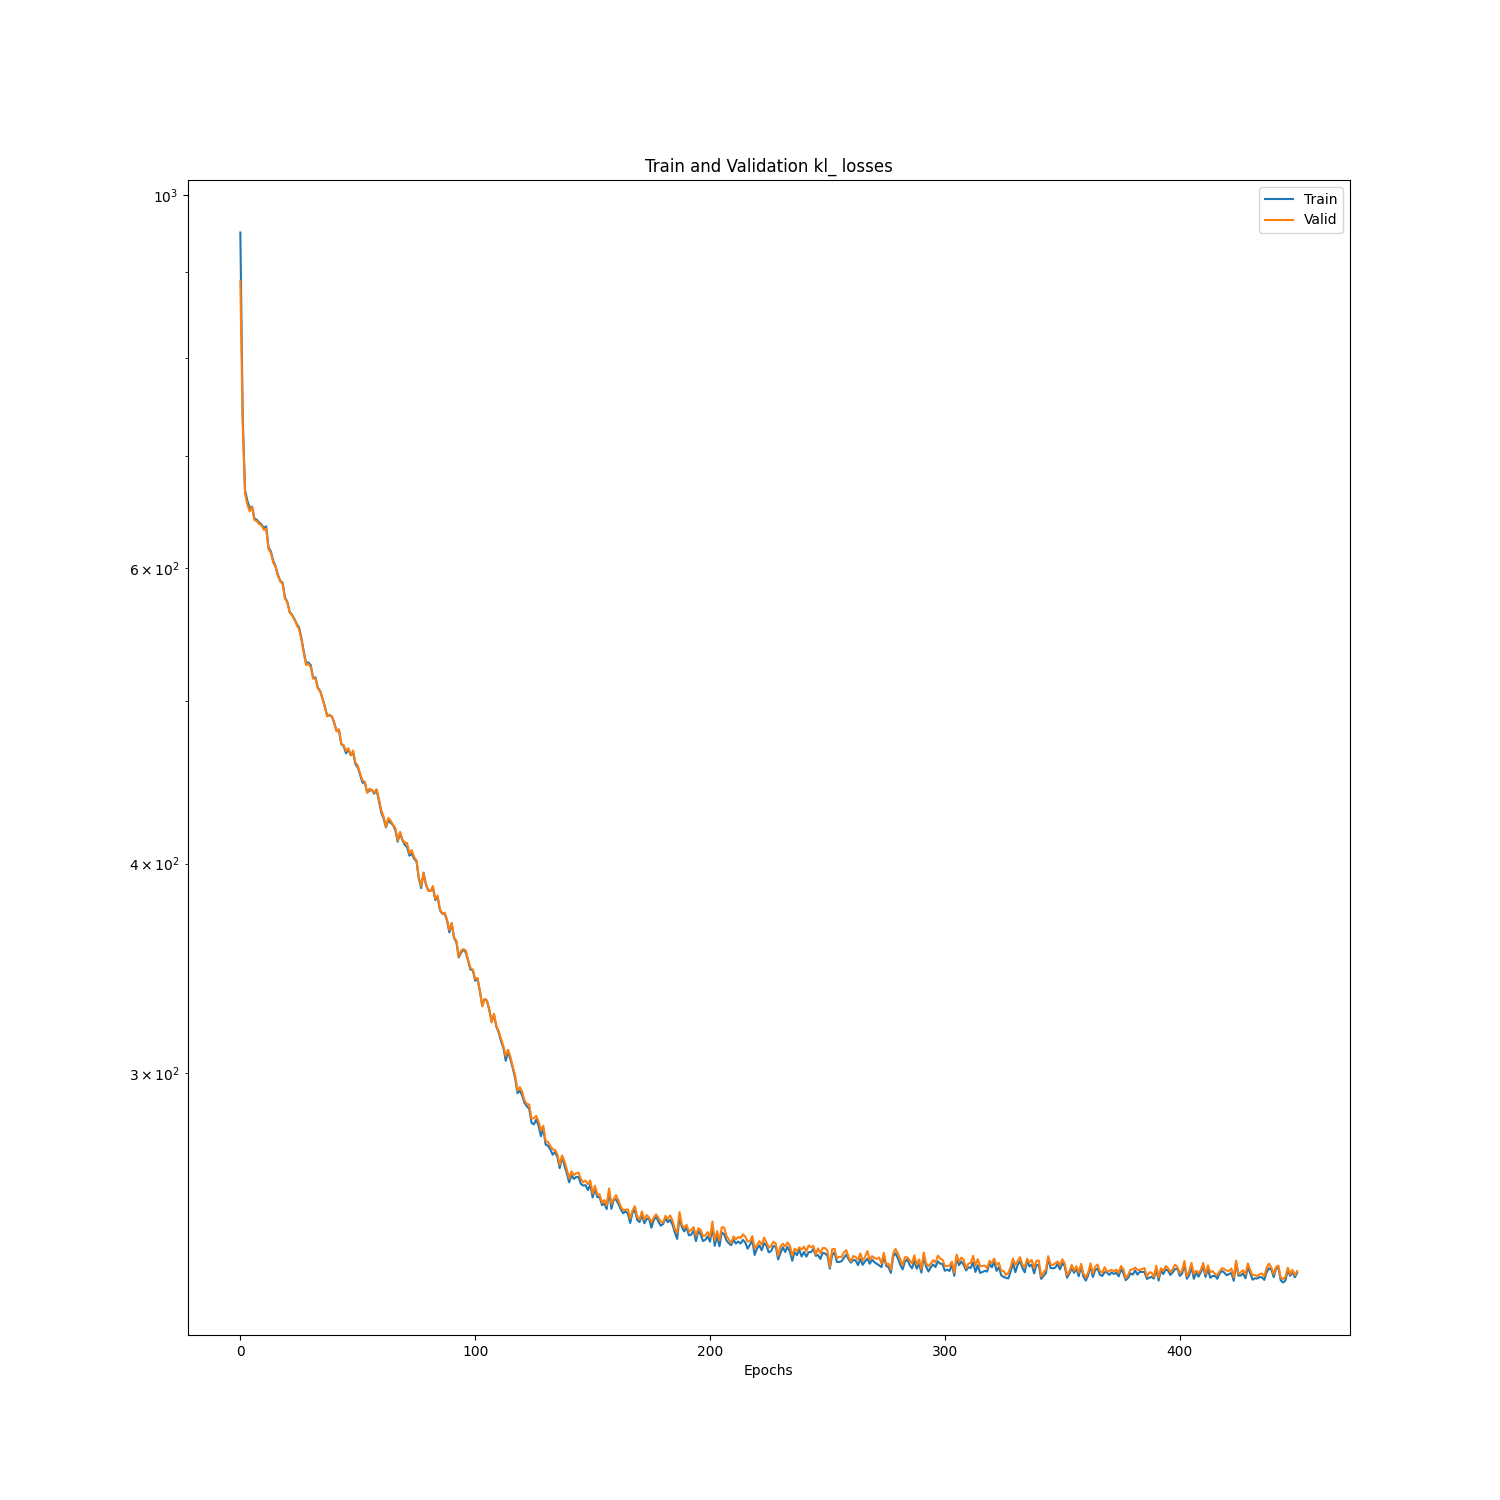 Train and Validation kl_ losses
10³
Train
Valid
6 × 10²
4 × 10²
3 × 10²
0 100 200 300 400
Epochs